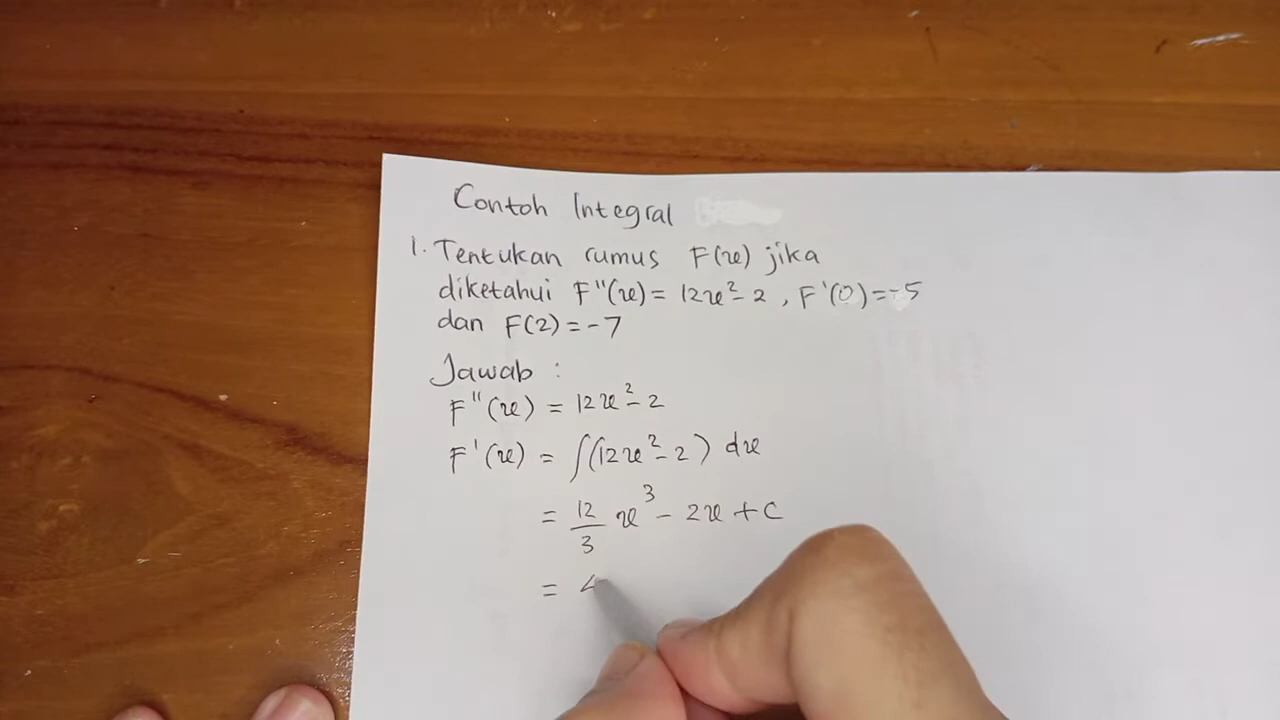 Contoh Integral
1. Tentukan rumus F(x) jika
diketahui F"(x) = 12x² - 2 , F'(0) = -5
dan F(2) = -7
Jawab :
F"(x) = 12x² - 2
F'(x) = ∫(12x² - 2) dx
= 12/3 x³ - 2x + C
= 4